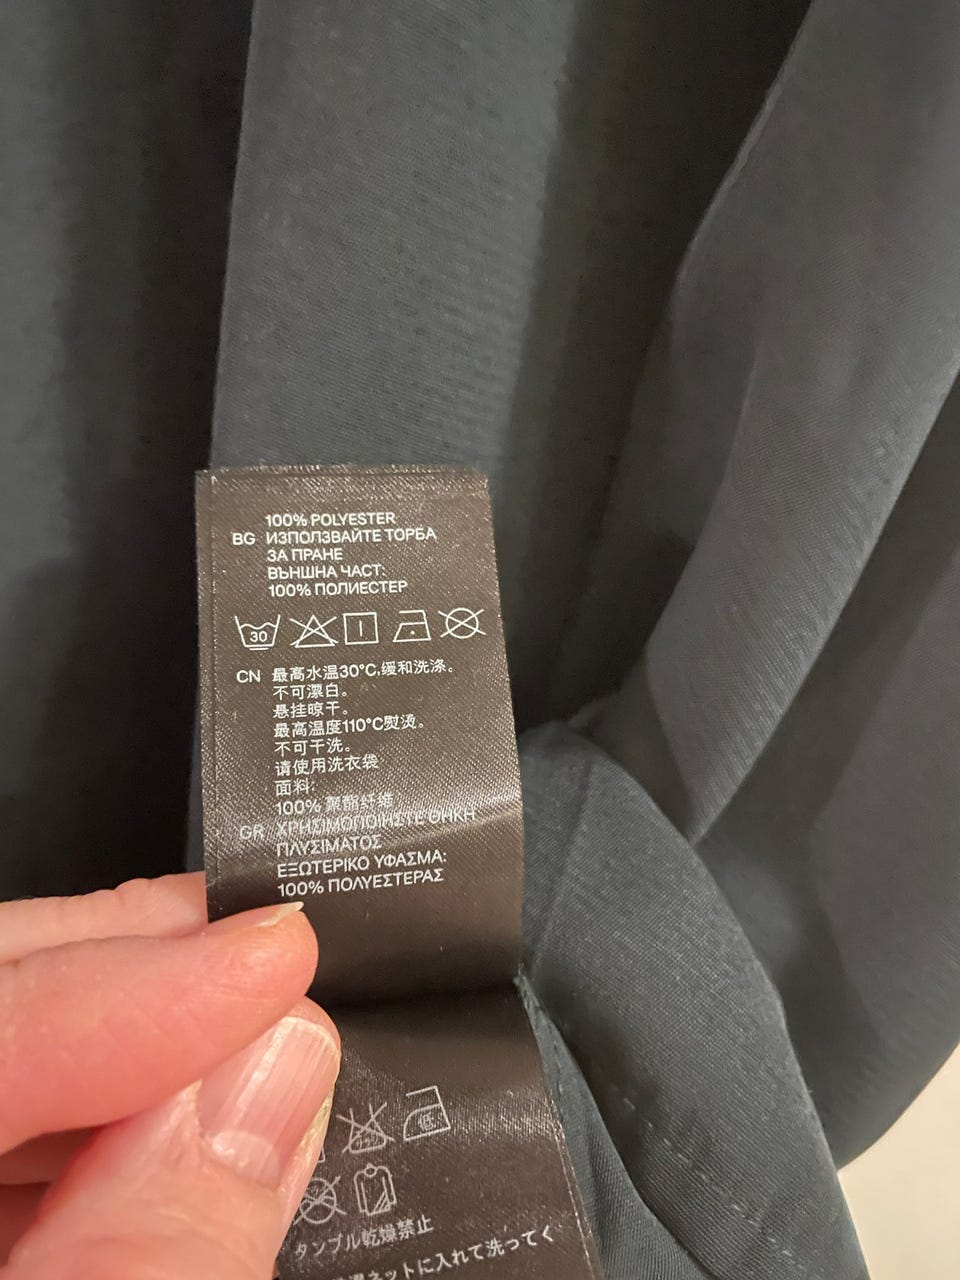 100% POLYESTER
BG ИЗПОЛЗВАЙТЕ ТОРБА
ЗА ПРАНЕ
ВЪНШНА ЧАСТ:
100% ПОЛИЕСТЕР
30
CN 最高水温30°C,缓和洗涤。
不可漂白。
悬挂晾干。
最高温度110°C熨烫。
不可干洗。
请使用洗衣袋
面料:
100% 聚酯纤维
GR ΧΡΗΣΙΜΟΠΟΙΗΣΤΕ ΘΗΚΗ
ΠΛΥΣΙΜΑΤΟΣ
ΕΞΩΤΕΡΙΚΟ ΥΦΑΣΜΑ:
100% ΠΟΛΥΕΣΤΕΡΑΣ
低
タンブル乾燥禁止
ネットに入れて洗ってく